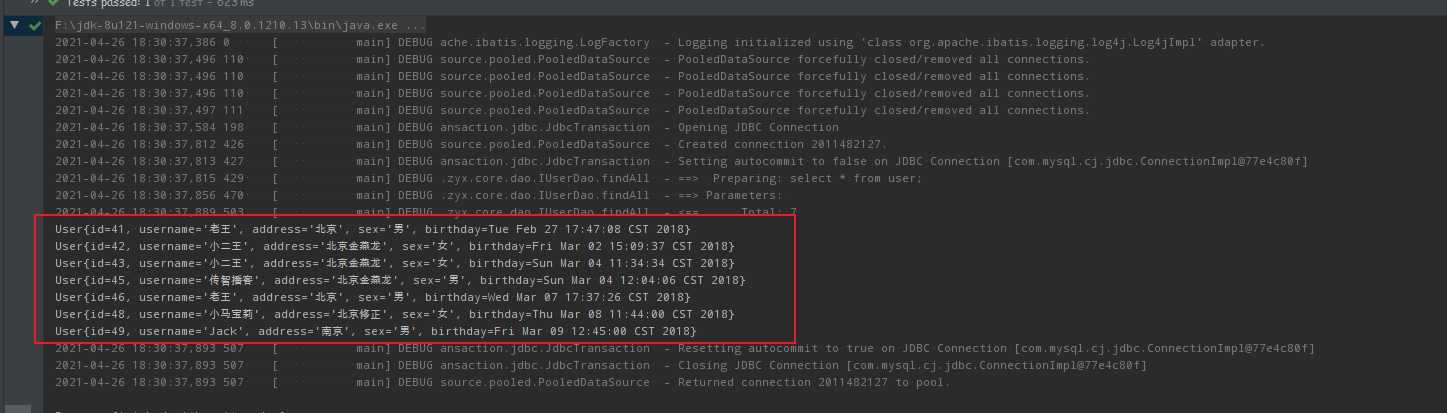 Tests passed: 1 of 1 test – 623 ms
F:\jdk-8u121-windows-x64_8.0.1210.13\bin\java.exe ...
2021-04-26 18:30:37,386 0      [           main] DEBUG ache.ibatis.logging.LogFactory  - Logging initialized using 'class org.apache.ibatis.logging.log4j.Log4jImpl' adapter.
2021-04-26 18:30:37,496 110    [           main] DEBUG source.pooled.PooledDataSource  - PooledDataSource forcefully closed/removed all connections.
2021-04-26 18:30:37,496 110    [           main] DEBUG source.pooled.PooledDataSource  - PooledDataSource forcefully closed/removed all connections.
2021-04-26 18:30:37,496 110    [           main] DEBUG source.pooled.PooledDataSource  - PooledDataSource forcefully closed/removed all connections.
2021-04-26 18:30:37,497 111    [           main] DEBUG source.pooled.PooledDataSource  - PooledDataSource forcefully closed/removed all connections.
2021-04-26 18:30:37,584 198    [           main] DEBUG ansaction.jdbc.JdbcTransaction  - Opening JDBC Connection
2021-04-26 18:30:37,812 426    [           main] DEBUG source.pooled.PooledDataSource  - Created connection 2011482127.
2021-04-26 18:30:37,813 427    [           main] DEBUG ansaction.jdbc.JdbcTransaction  - Setting autocommit to false on JDBC Connection [com.mysql.cj.jdbc.ConnectionImpl@77e4c80f]
2021-04-26 18:30:37,815 429    [           main] DEBUG .zyx.core.dao.IUserDao.findAll  - ==>  Preparing: select * from user;
2021-04-26 18:30:37,856 470    [           main] DEBUG .zyx.core.dao.IUserDao.findAll  - ==> Parameters:
2021-04-26 18:30:37,889 503    [           main] DEBUG .zyx.core.dao.IUserDao.findAll  - <==      Total: 7
User{id=41, username='老王', address='北京', sex='男', birthday=Tue Feb 27 17:47:08 CST 2018}
User{id=42, username='小二王', address='北京金燕龙', sex='女', birthday=Fri Mar 02 15:09:37 CST 2018}
User{id=43, username='小二王', address='北京金燕龙', sex='女', birthday=Sun Mar 04 11:34:34 CST 2018}
User{id=45, username='传智播客', address='北京金燕龙', sex='男', birthday=Sun Mar 04 12:04:06 CST 2018}
User{id=46, username='老王', address='北京', sex='男', birthday=Wed Mar 07 17:37:26 CST 2018}
User{id=48, username='小马宝莉', address='北京修正', sex='女', birthday=Thu Mar 08 11:44:00 CST 2018}
User{id=49, username='Jack', address='南京', sex='男', birthday=Fri Mar 09 12:45:00 CST 2018}
2021-04-26 18:30:37,893 507    [           main] DEBUG ansaction.jdbc.JdbcTransaction  - Resetting autocommit to true on JDBC Connection [com.mysql.cj.jdbc.ConnectionImpl@77e4c80f]
2021-04-26 18:30:37,893 507    [           main] DEBUG ansaction.jdbc.JdbcTransaction  - Closing JDBC Connection [com.mysql.cj.jdbc.ConnectionImpl@77e4c80f]
2021-04-26 18:30:37,893 507    [           main] DEBUG source.pooled.PooledDataSource  - Returned connection 2011482127 to pool.